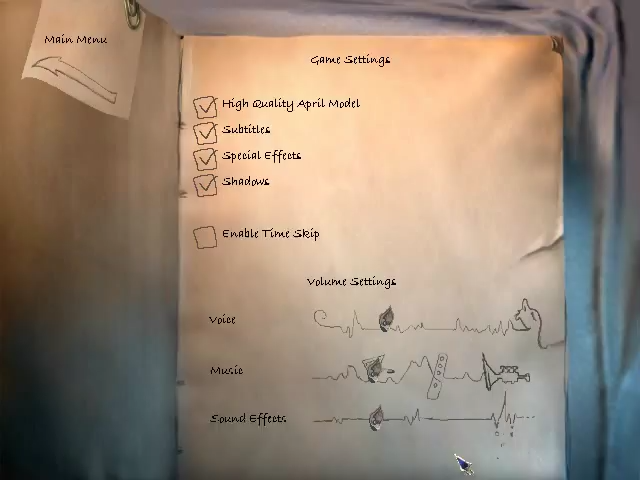 Main Menu
Game Settings
High Quality April Model
Subtitles
Special Effects
Shadows
Enable Time Skip
Volume Settings
Voice
Music
Sound Effects